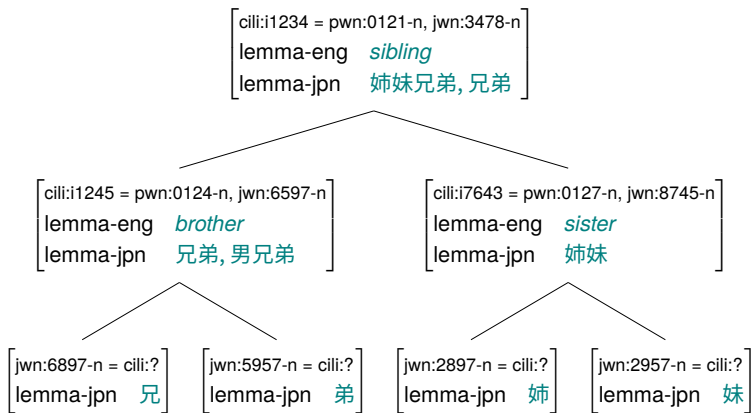 cili:i1234 = pwn:0121-n, jwn:3478-n
lemma-eng sibling
lemma-jpn 姉妹兄弟, 兄弟
cili:i1245 = pwn:0124-n, jwn:6597-n
lemma-eng brother
lemma-jpn 兄弟, 男兄弟
cili:i7643 = pwn:0127-n, jwn:8745-n
lemma-eng sister
lemma-jpn 姉妹
jwn:6897-n = cili:?
lemma-jpn 兄
jwn:5957-n = cili:?
lemma-jpn 弟
jwn:2897-n = cili:?
lemma-jpn 姉
jwn:2957-n = cili:?
lemma-jpn 妹